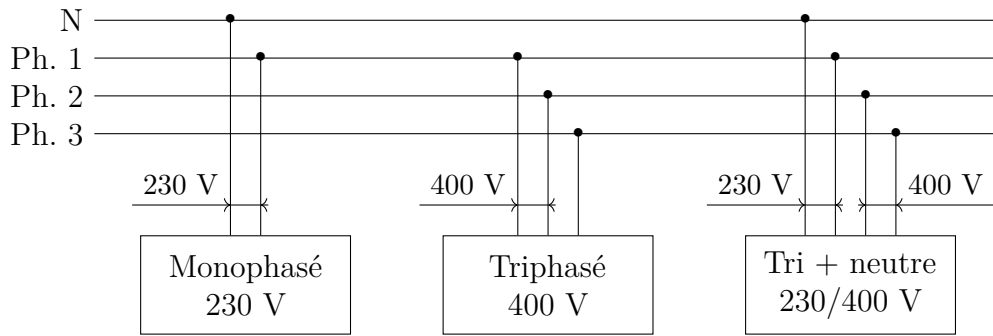 N
Ph. 1
Ph. 2
Ph. 3
230 V
400 V
230 V
400 V
Monophasé
230 V
Triphasé
400 V
Tri + neutre
230/400 V